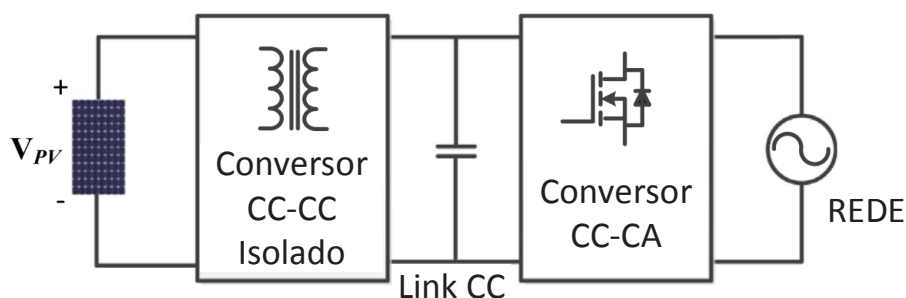 +
V_PV
-
Conversor
CC-CC
Isolado
Link CC
Conversor
CC-CA
REDE